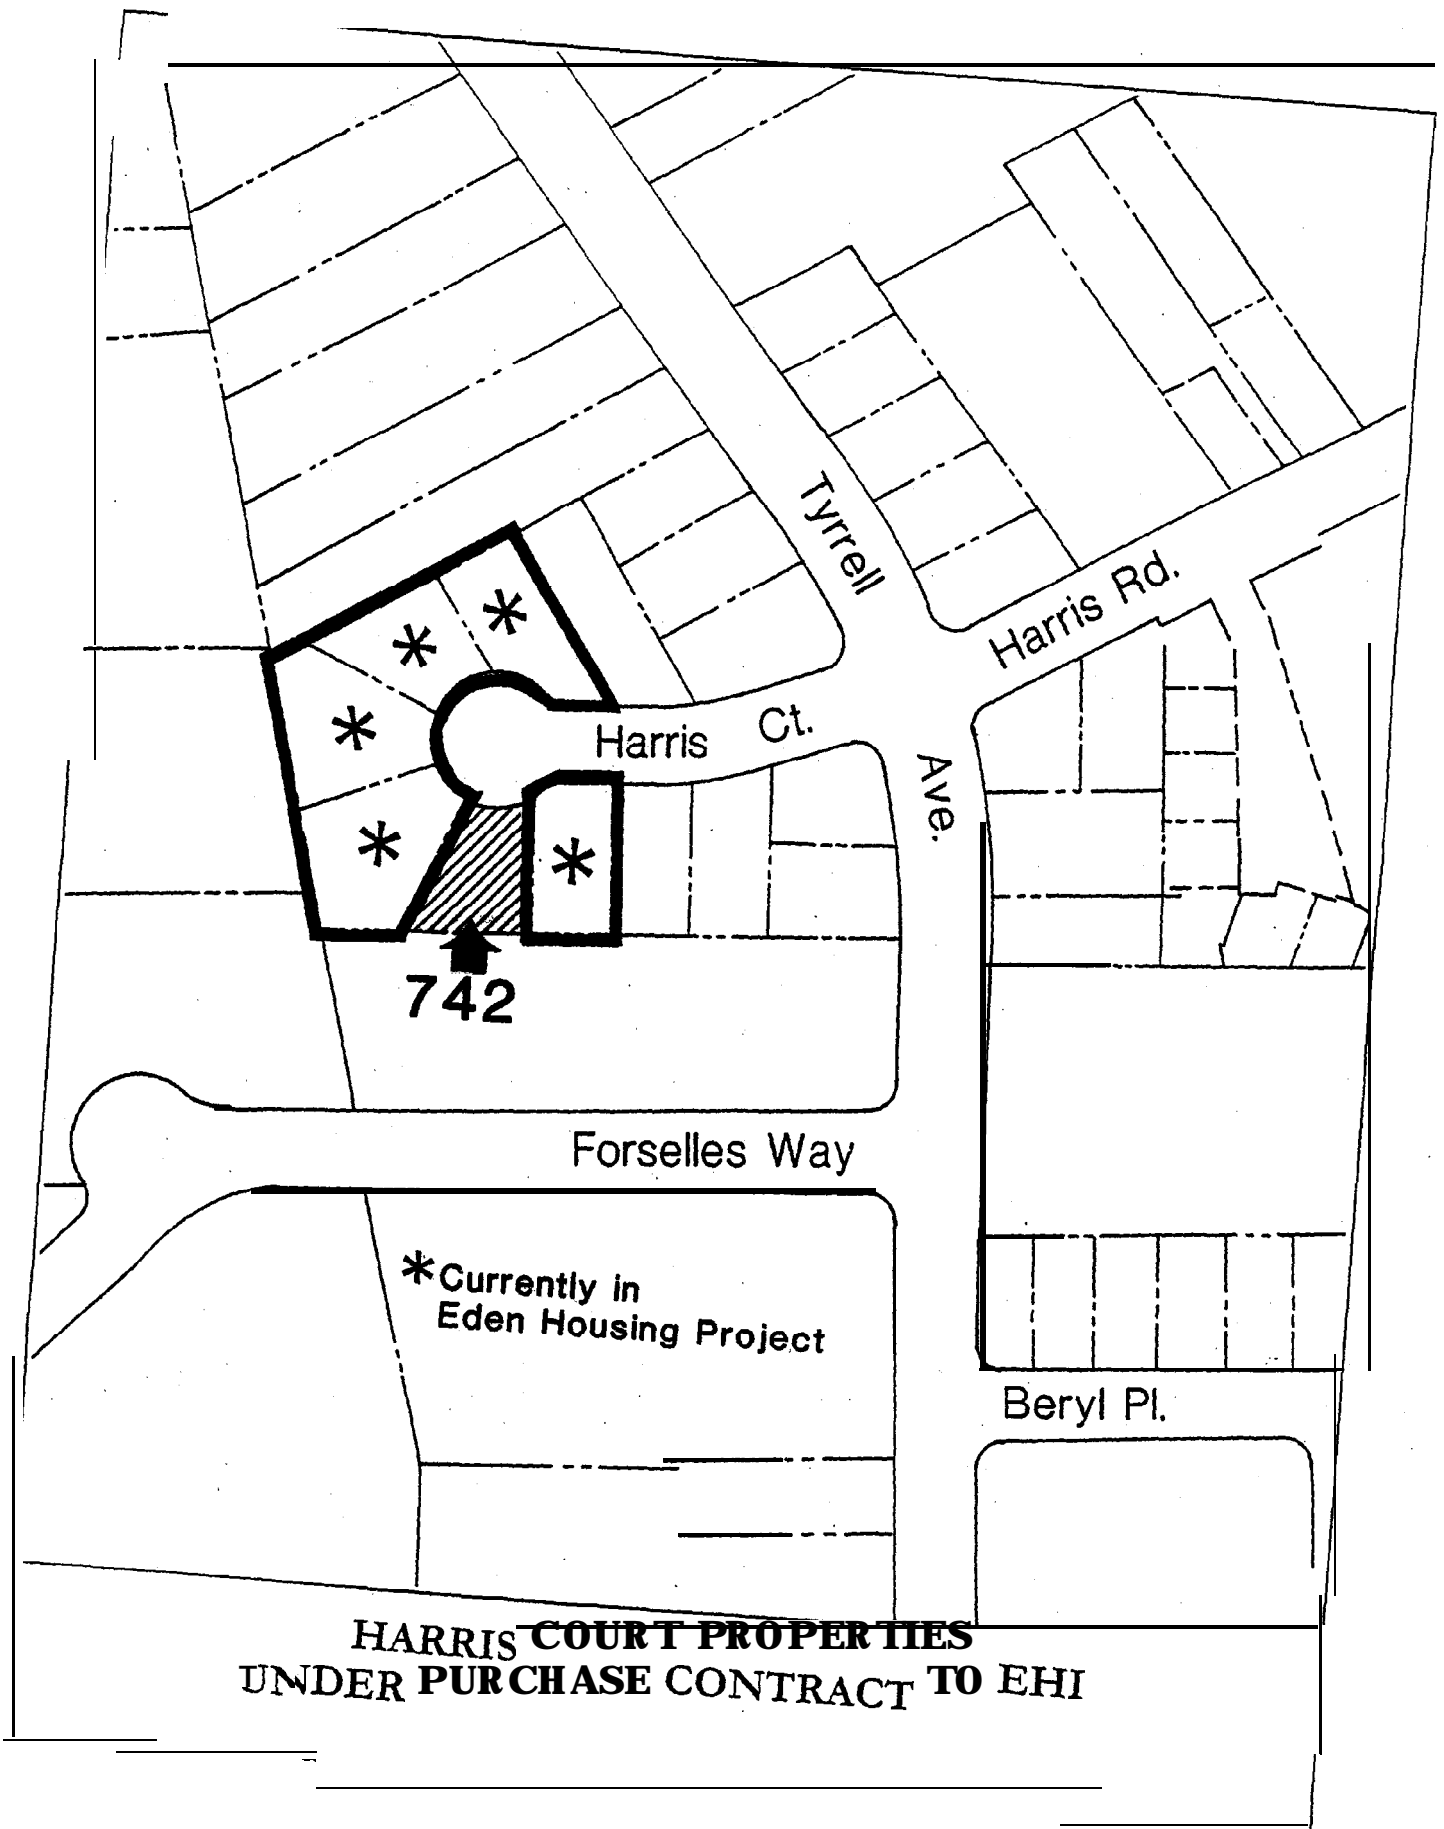 Tyrrell
Harris Rd.
*
*
*
Harris Ct.
Ave.
*
*
742
Forselles Way
*Currently in
Eden Housing Project
Beryl Pl.
HARRIS COURT PROPERTIES
UNDER PURCHASE CONTRACT TO EHI